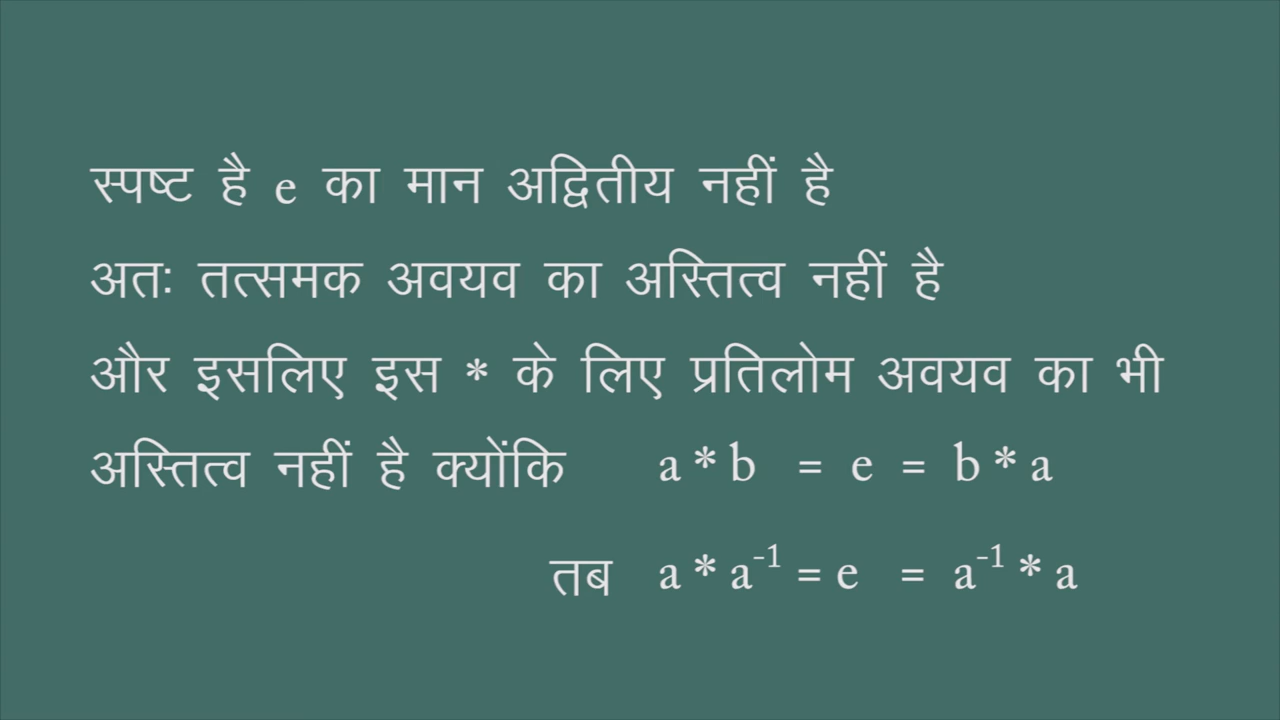 स्पष्ट है e का मान अद्वितीय नहीं है
अतः तत्समक अवयव का अस्तित्व नहीं है
और इसलिए इस * के लिए प्रतिलोम अवयव का भी
अस्तित्व नहीं है क्योंकि a * b = e = b * a
तब a * a⁻¹ = e = a⁻¹ * a